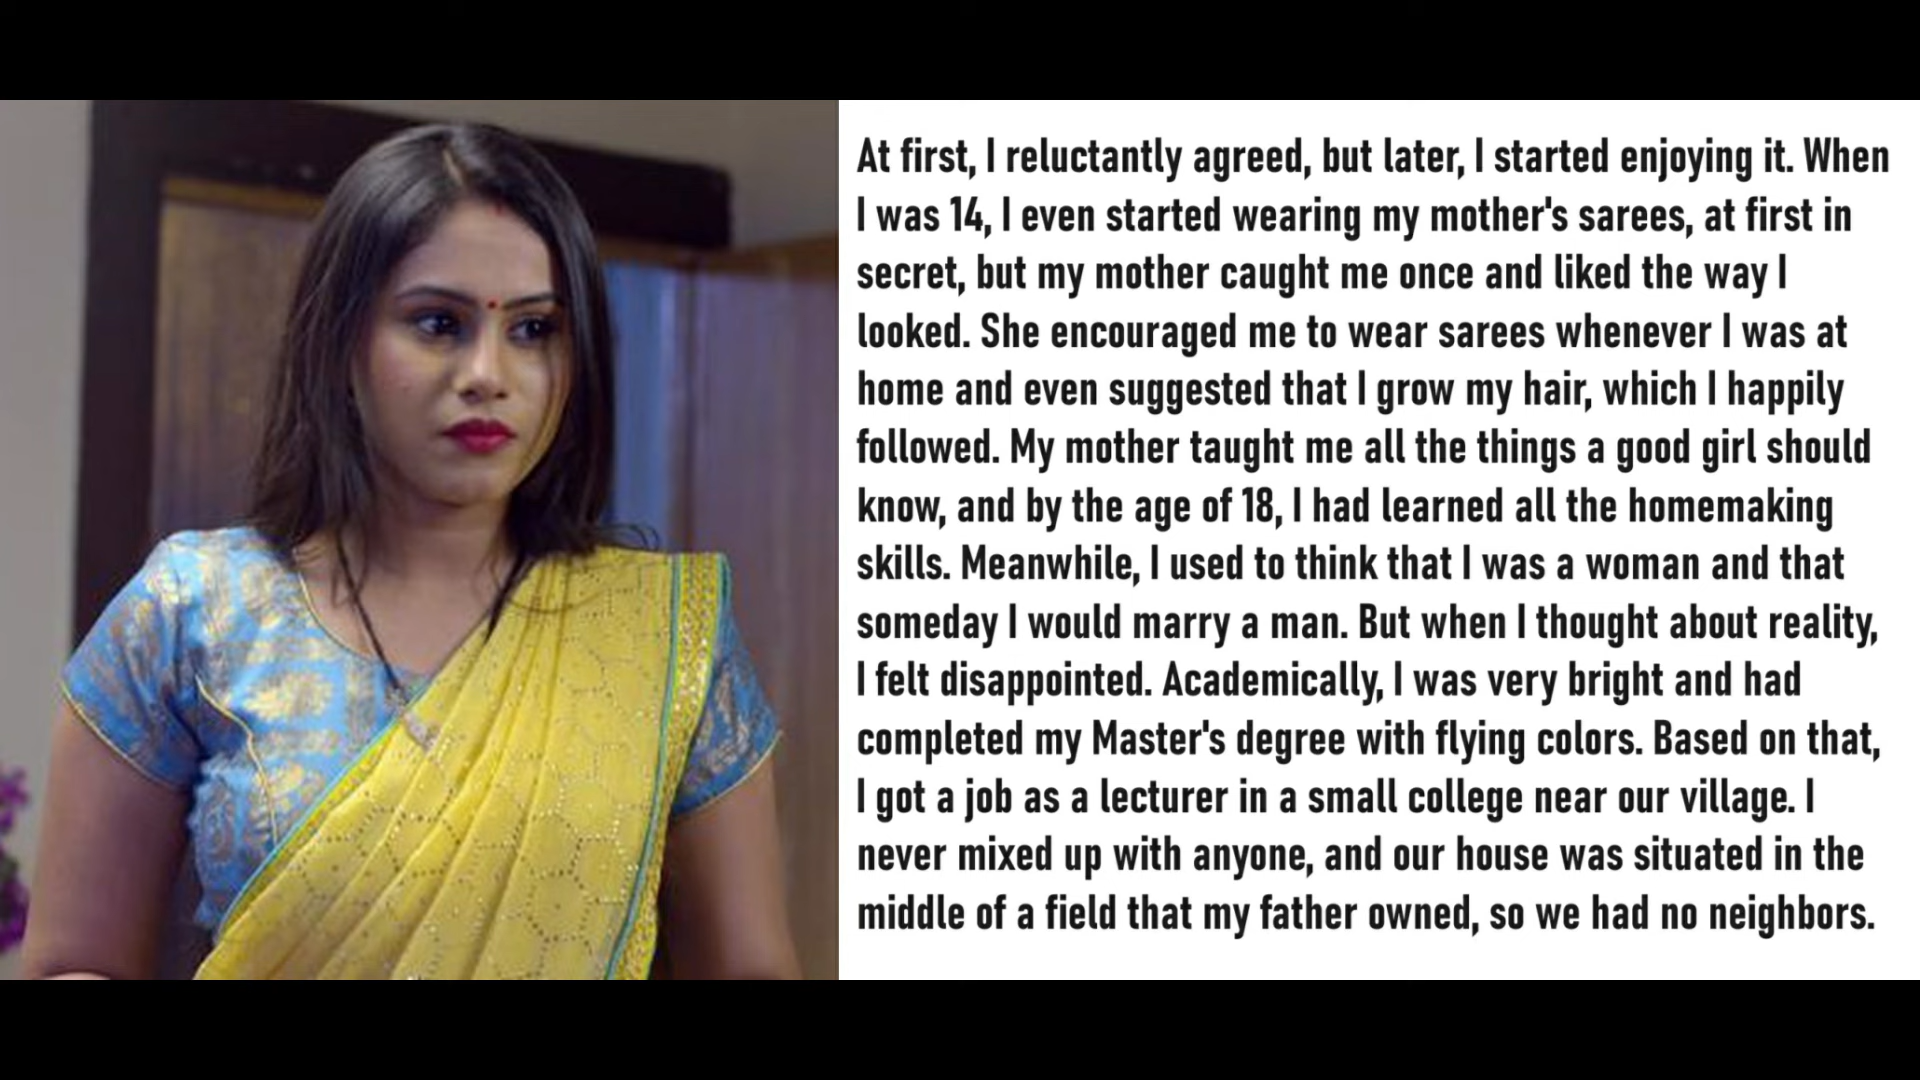 At first, I reluctantly agreed, but later, I started enjoying it. When
I was 14, I even started wearing my mother's sarees, at first in
secret, but my mother caught me once and liked the way I
looked. She encouraged me to wear sarees whenever I was at
home and even suggested that I grow my hair, which I happily
followed. My mother taught me all the things a good girl should
know, and by the age of 18, I had learned all the homemaking
skills. Meanwhile, I used to think that I was a woman and that
someday I would marry a man. But when I thought about reality,
I felt disappointed. Academically, I was very bright and had
completed my Master's degree with flying colors. Based on that,
I got a job as a lecturer in a small college near our village. I
never mixed up with anyone, and our house was situated in the
middle of a field that my father owned, so we had no neighbors.